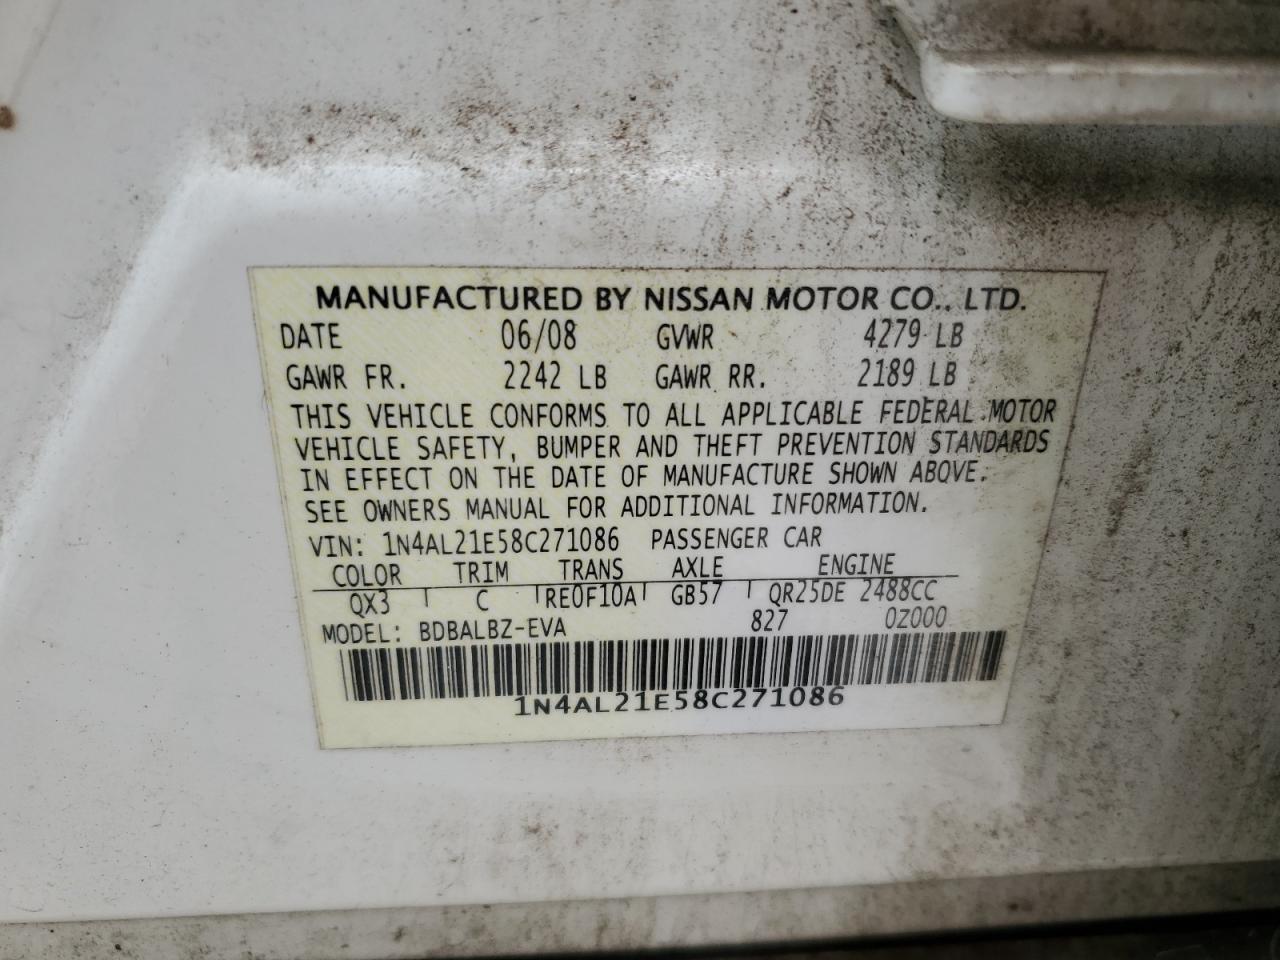 MANUFACTURED BY NISSAN MOTOR CO., LTD.
DATE 06/08 GVWR 4279 LB
GAWR FR. 2242 LB GAWR RR. 2189 LB
THIS VEHICLE CONFORMS TO ALL APPLICABLE FEDERAL MOTOR
VEHICLE SAFETY, BUMPER AND THEFT PREVENTION STANDARDS
IN EFFECT ON THE DATE OF MANUFACTURE SHOWN ABOVE.
SEE OWNERS MANUAL FOR ADDITIONAL INFORMATION.
VIN: 1N4AL21E58C271086 PASSENGER CAR
COLOR TRIM TRANS AXLE ENGINE
QX3 C RE0F10A GB57 QR25DE 2488CC
MODEL: BDBALBZ-EVA 827 0Z000
1N4AL21E58C271086